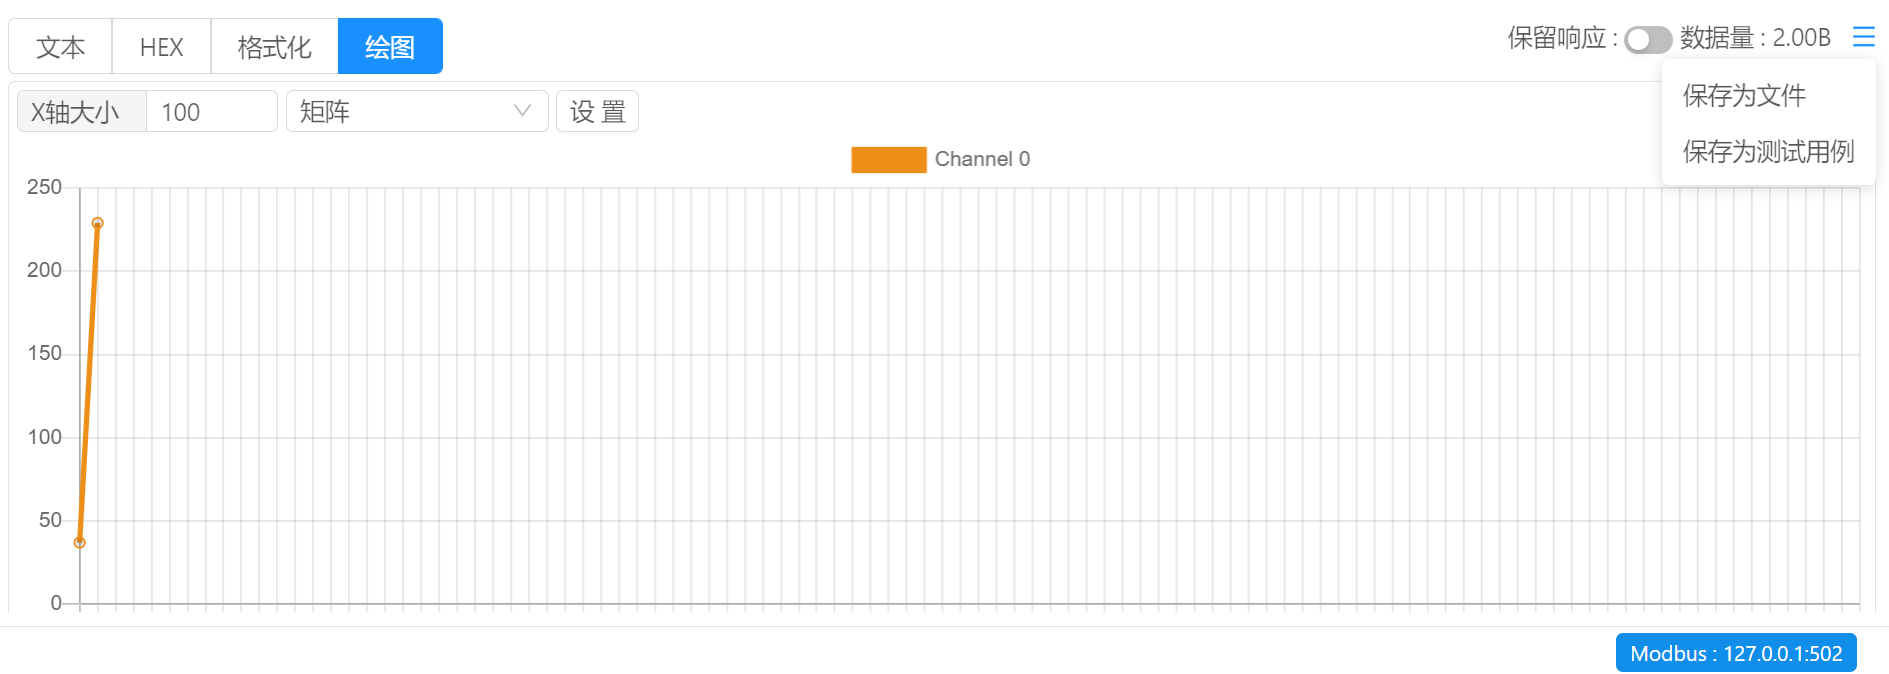 文本 HEX 格式化 绘图
保留响应 : 数据量 : 2.00B
保存为文件
保存为测试用例
X轴大小 100 矩阵 设 置
Channel 0
250
200
150
100
50
0
Modbus : 127.0.0.1:502